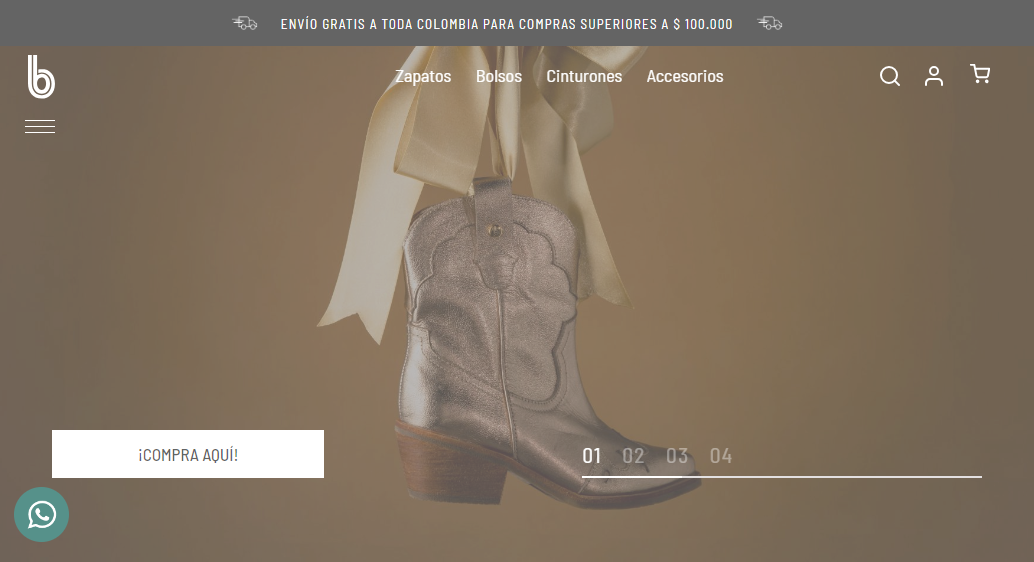 ENVÍO GRATIS A TODA COLOMBIA PARA COMPRAS SUPERIORES A $ 100.000
b
Zapatos Bolsos Cinturones Accesorios
¡COMPRA AQUÍ!
01 02 03 04